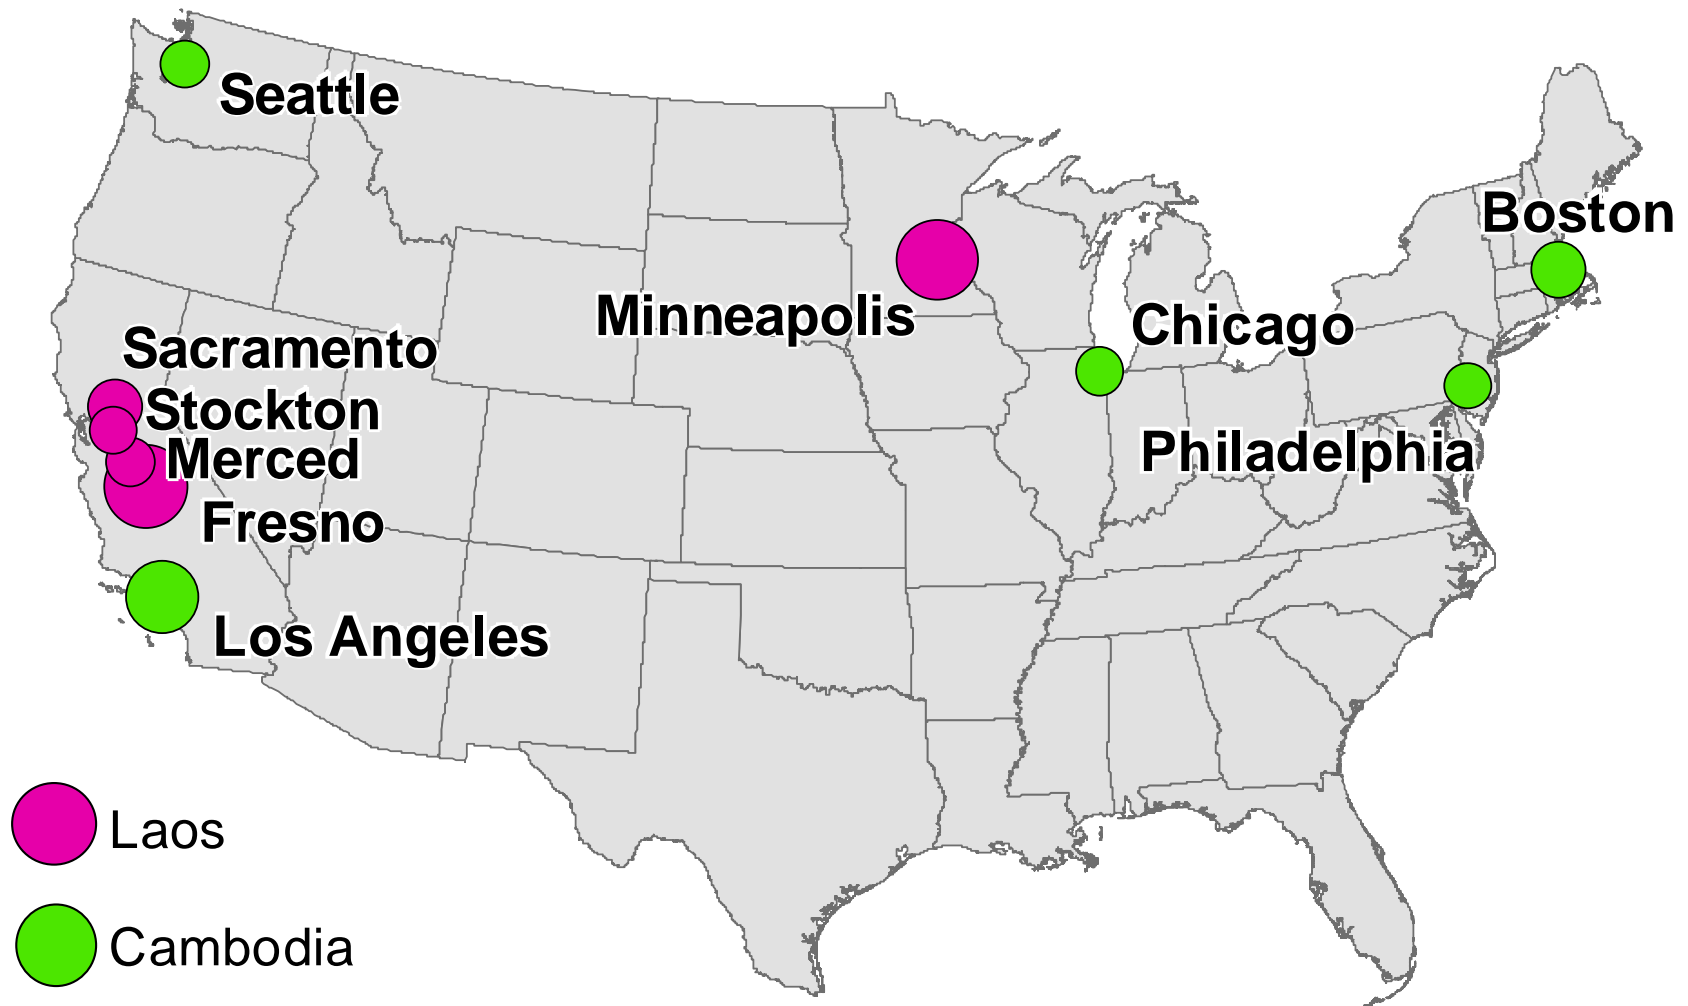 Seattle
Boston
Minneapolis
Chicago
Sacramento
Stockton
Merced
Philadelphia
Fresno
Los Angeles
Laos
Cambodia